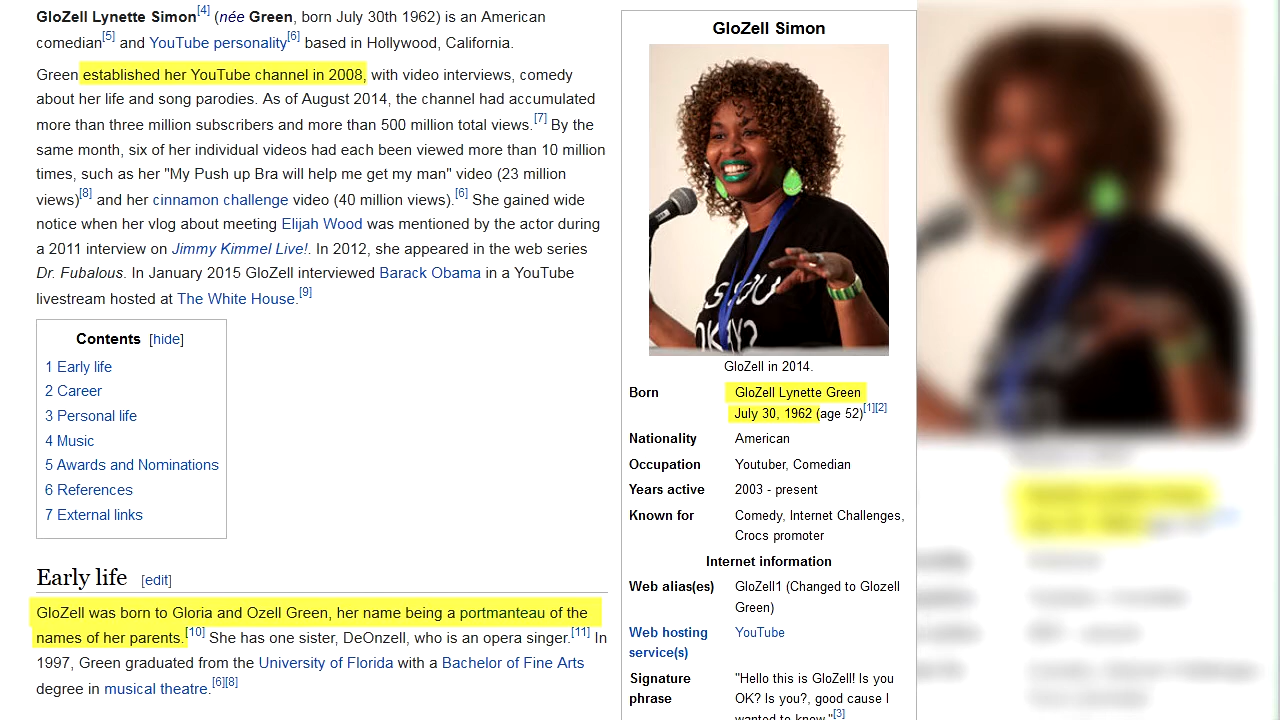 GloZell Lynette Simon[4] (née Green, born July 30th 1962) is an American
comedian[5] and YouTube personality[6] based in Hollywood, California.
Green established her YouTube channel in 2008, with video interviews, comedy
about her life and song parodies. As of August 2014, the channel had accumulated
more than three million subscribers and more than 500 million total views.[7] By the
same month, six of her individual videos had each been viewed more than 10 million
times, such as her "My Push up Bra will help me get my man" video (23 million
views)[8] and her cinnamon challenge video (40 million views).[6] She gained wide
notice when her vlog about meeting Elijah Wood was mentioned by the actor during
a 2011 interview on Jimmy Kimmel Live!. In 2012, she appeared in the web series
Dr. Fubalous. In January 2015 GloZell interviewed Barack Obama in a YouTube
livestream hosted at The White House.[9]
Contents [hide]
1 Early life
2 Career
3 Personal life
4 Music
5 Awards and Nominations
6 References
7 External links
Early life [edit]
GloZell was born to Gloria and Ozell Green, her name being a portmanteau of the
names of her parents.[10] She has one sister, DeOnzell, who is an opera singer.[11] In
1997, Green graduated from the University of Florida with a Bachelor of Fine Arts
degree in musical theatre.[6][8]
GloZell Simon
IS YOU
OKAY?
GloZell in 2014.
Born GloZell Lynette Green
July 30, 1962 (age 52)[1][2]
Nationality American
Occupation Youtuber, Comedian
Years active 2003 - present
Known for Comedy, Internet Challenges,
Crocs promoter
Internet information
Web alias(es) GloZell1 (Changed to Glozell
Green)
Web hosting YouTube
service(s)
Signature "Hello this is GloZell! Is you
phrase OK? Is you?, good cause I
wanted to know."[3]